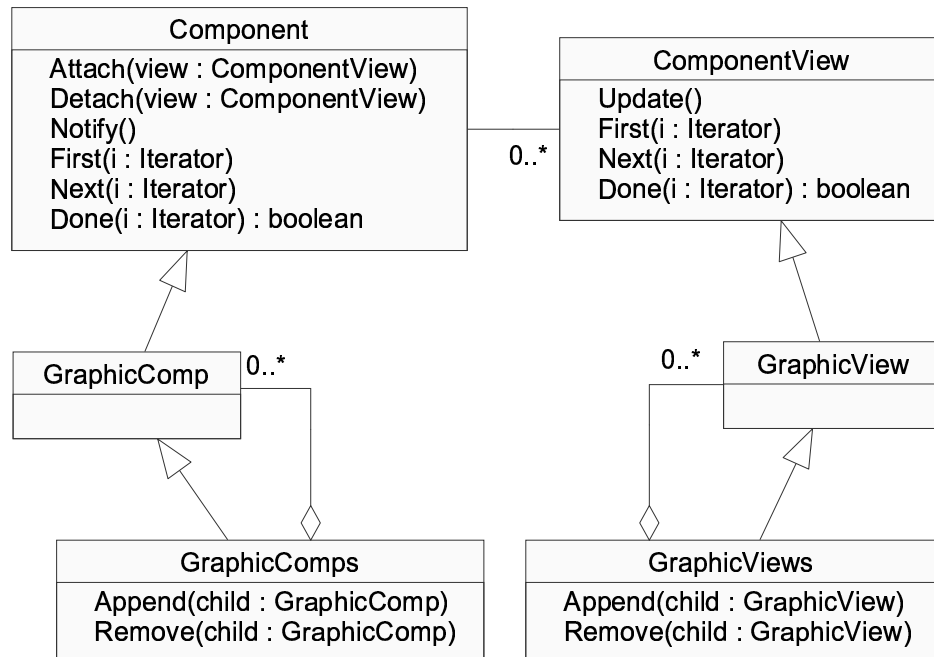 Component
Attach(view : ComponentView)
Detach(view : ComponentView)
Notify()
First(i : Iterator)
Next(i : Iterator)
Done(i : Iterator) : boolean
ComponentView
Update()
First(i : Iterator)
Next(i : Iterator)
Done(i : Iterator) : boolean
0..*
GraphicComp
0..*
0..*
GraphicView
GraphicComps
Append(child : GraphicComp)
Remove(child : GraphicComp)
GraphicViews
Append(child : GraphicView)
Remove(child : GraphicView)